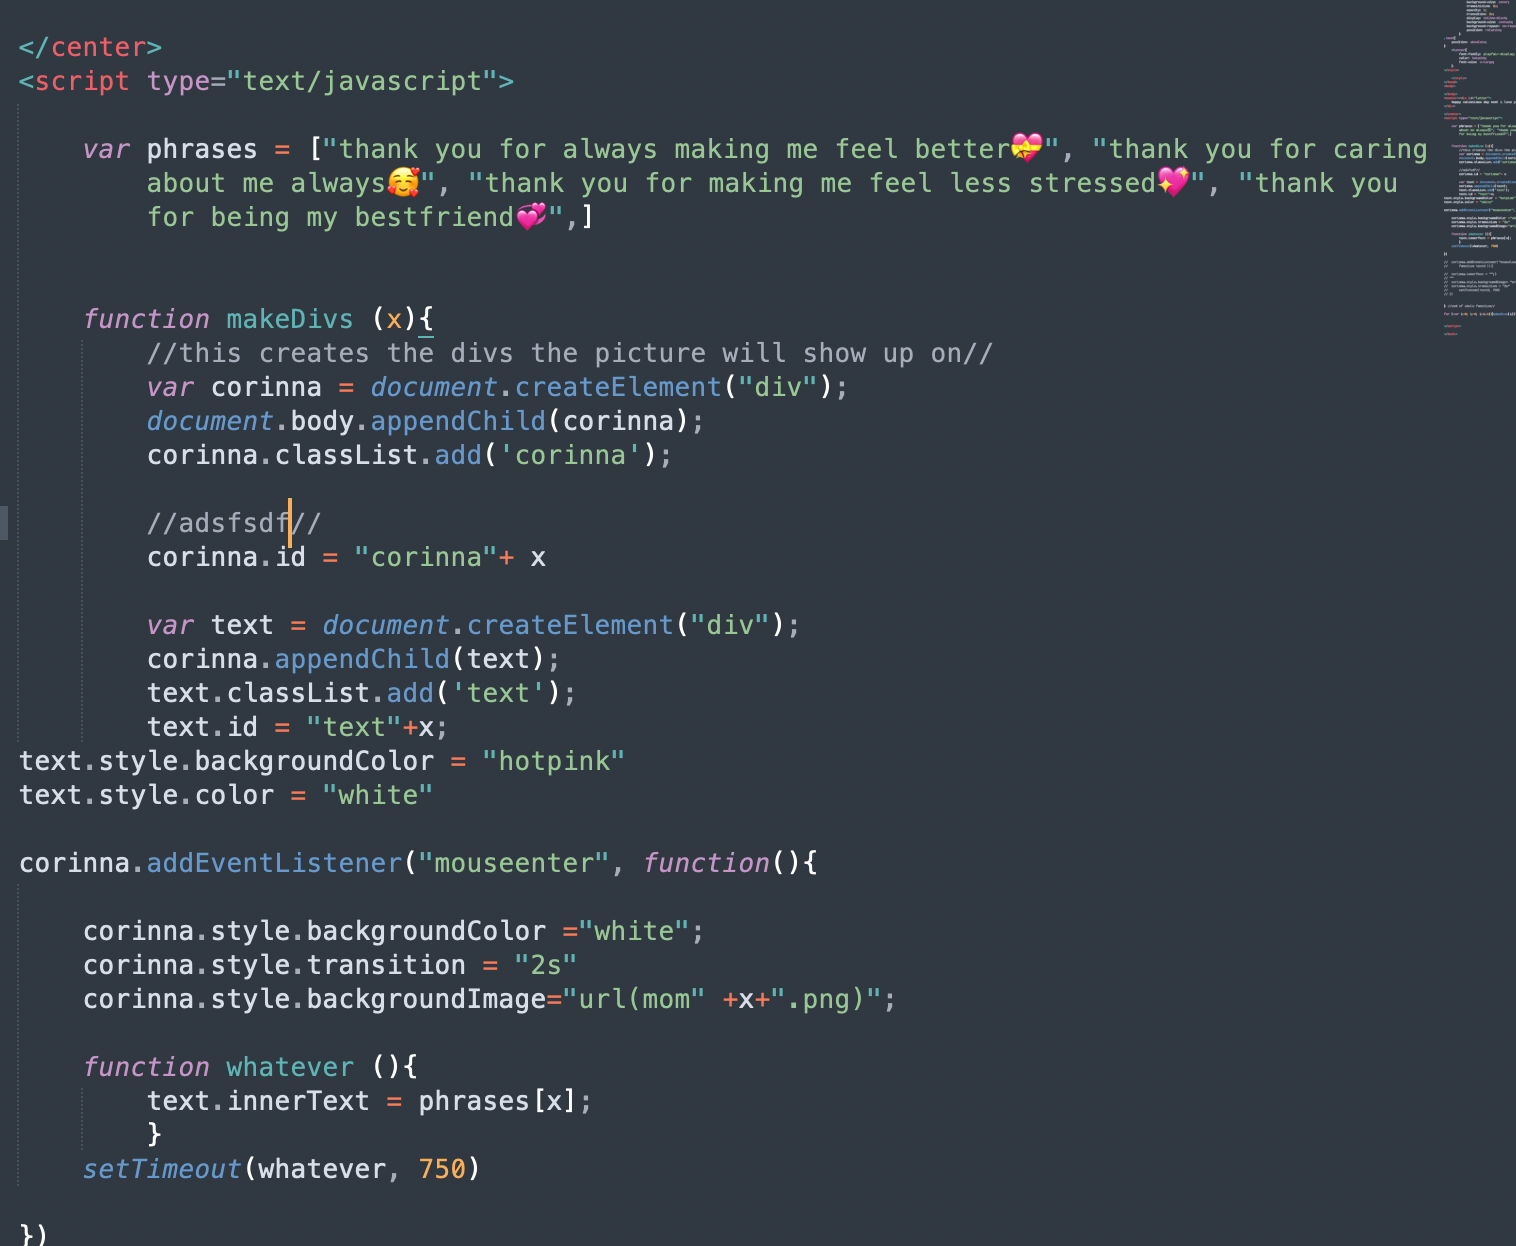 </center>
<script type="text/javascript">
var phrases = ["thank you for always making me feel better💝", "thank you for caring
about me always🥰", "thank you for making me feel less stressed💖", "thank you
for being my bestfriend💞",]
function makeDivs (x){
//this creates the divs the picture will show up on//
var corinna = document.createElement("div");
document.body.appendChild(corinna);
corinna.classList.add('corinna');
//adsfsdf//
corinna.id = "corinna"+ x
var text = document.createElement("div");
corinna.appendChild(text);
text.classList.add('text');
text.id = "text"+x;
text.style.backgroundColor = "hotpink"
text.style.color = "white"
corinna.addEventListener("mouseenter", function(){
corinna.style.backgroundColor ="white";
corinna.style.transition = "2s"
corinna.style.backgroundImage="url(mom" +x+".png)";
function whatever (){
text.innerText = phrases[x];
}
setTimeout(whatever, 750)
})